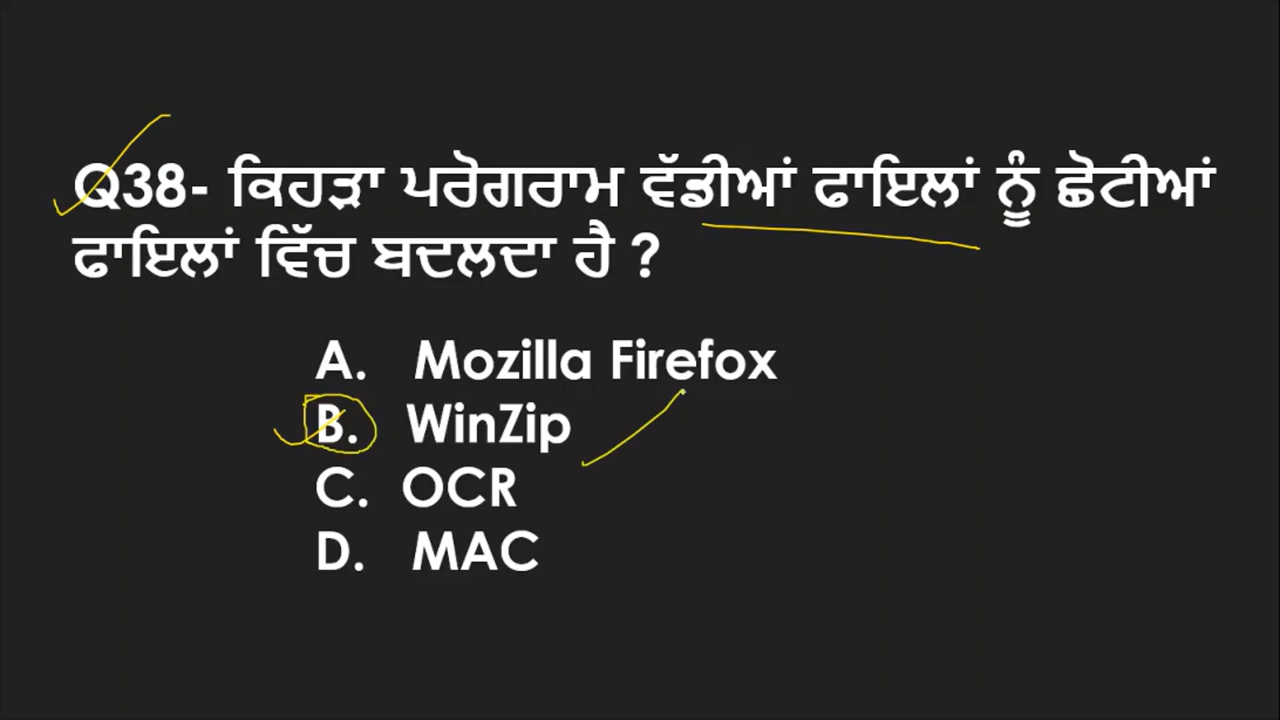 Q38- ਕਿਹੜਾ ਪਰੋਗਰਾਮ ਵੱਡੀਆਂ ਫਾਇਲਾਂ ਨੂੰ ਛੋਟੀਆਂ
ਫਾਇਲਾਂ ਵਿੱਚ ਬਦਲਦਾ ਹੈ ?
A. Mozilla Firefox
B. WinZip
C. OCR
D. MAC